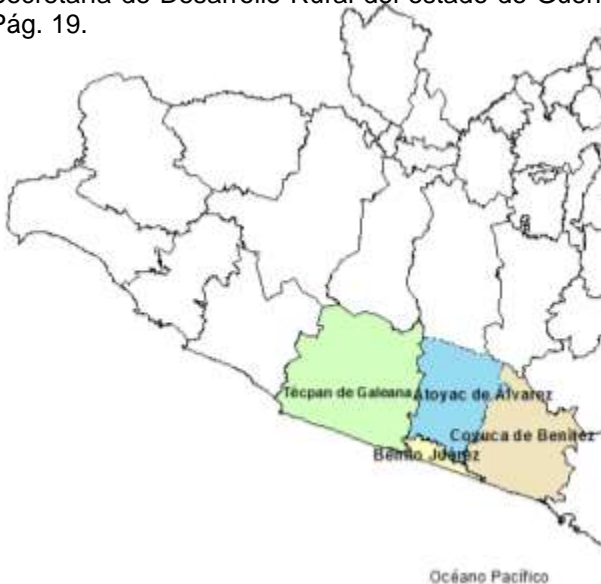 Secretaría de Desarrollo Rural del estado de
Pág. 19.
Técpan de Galeana
Atoyac de Álvarez
Coyuca de Benítez
Benito Juárez
Océano Pacífico